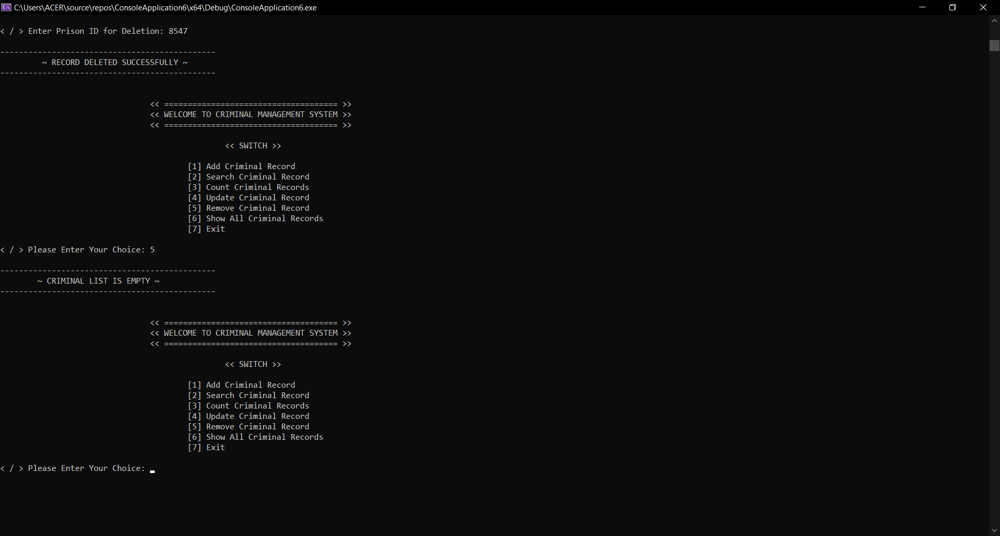 C:\Users\ACER\source\repos\ConsoleApplication6\x64\Debug\ConsoleApplication6.exe
< / > Enter Prison ID for Deletion: 8547
----------------------------------------------
~ RECORD DELETED SUCCESSFULLY ~
----------------------------------------------
<< ===================================== >>
<< WELCOME TO CRIMINAL MANAGEMENT SYSTEM >>
<< ===================================== >>
<< SWITCH >>
[1] Add Criminal Record
[2] Search Criminal Record
[3] Count Criminal Records
[4] Update Criminal Record
[5] Remove Criminal Record
[6] Show All Criminal Records
[7] Exit
< / > Please Enter Your Choice: 5
----------------------------------------------
~ CRIMINAL LIST IS EMPTY ~
----------------------------------------------
<< ===================================== >>
<< WELCOME TO CRIMINAL MANAGEMENT SYSTEM >>
<< ===================================== >>
<< SWITCH >>
[1] Add Criminal Record
[2] Search Criminal Record
[3] Count Criminal Records
[4] Update Criminal Record
[5] Remove Criminal Record
[6] Show All Criminal Records
[7] Exit
< / > Please Enter Your Choice: